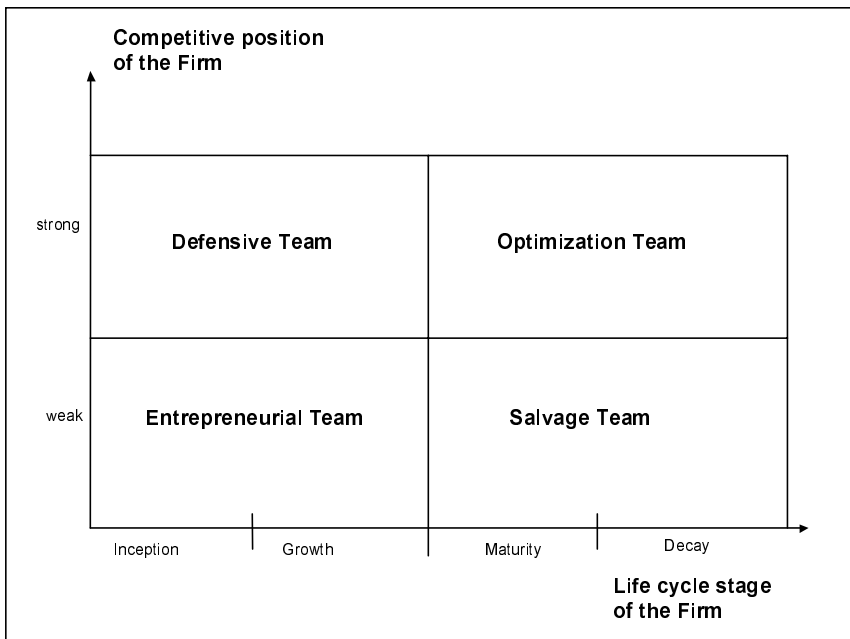 Competitive position
of the Firm
strong
Defensive Team
Optimization Team
weak
Entrepreneurial Team
Salvage Team
Inception
Growth
Maturity
Decay
Life cycle stage
of the Firm